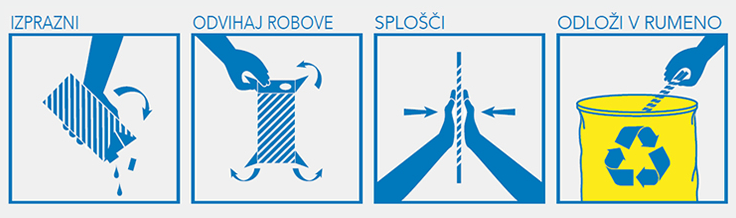 IZPRAZNI
ODVIHAJ ROBOVE
SPLOŠČI
ODLOŽI V RUMENO